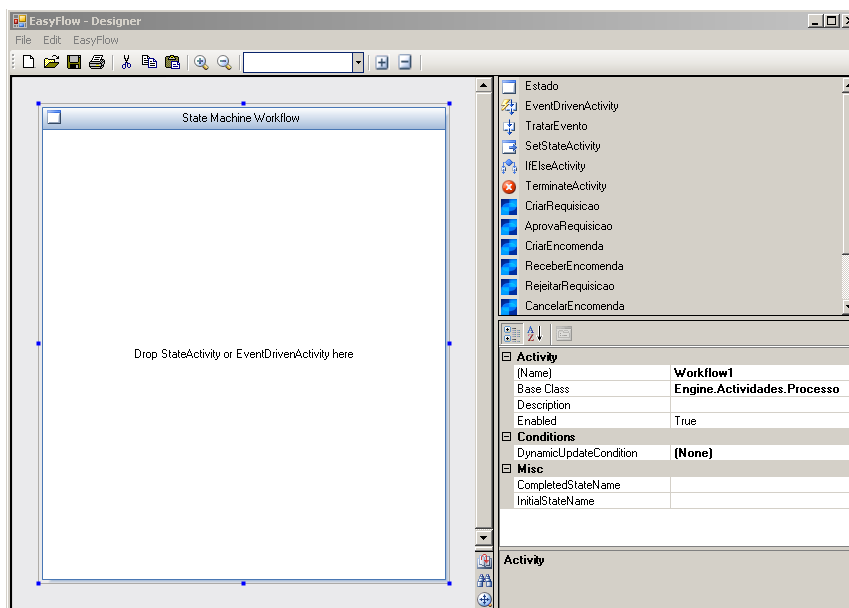 EasyFlow - Designer
File Edit EasyFlow
State Machine Workflow
Drop StateActivity or EventDrivenActivity here
Estado
EventDrivenActivity
TratarEvento
SetStateActivity
IfElseActivity
TerminateActivity
CriarRequisicao
AprovaRequisicao
CriarEncomenda
ReceberEncomenda
RejeitarRequisicao
CancelarEncomenda
Activity
(Name) Workflow1
Base Class Engine.Actividades.Processo
Description
Enabled True
Conditions
DynamicUpdateCondition (None)
Misc
CompletedStateName
InitialStateName
Activity